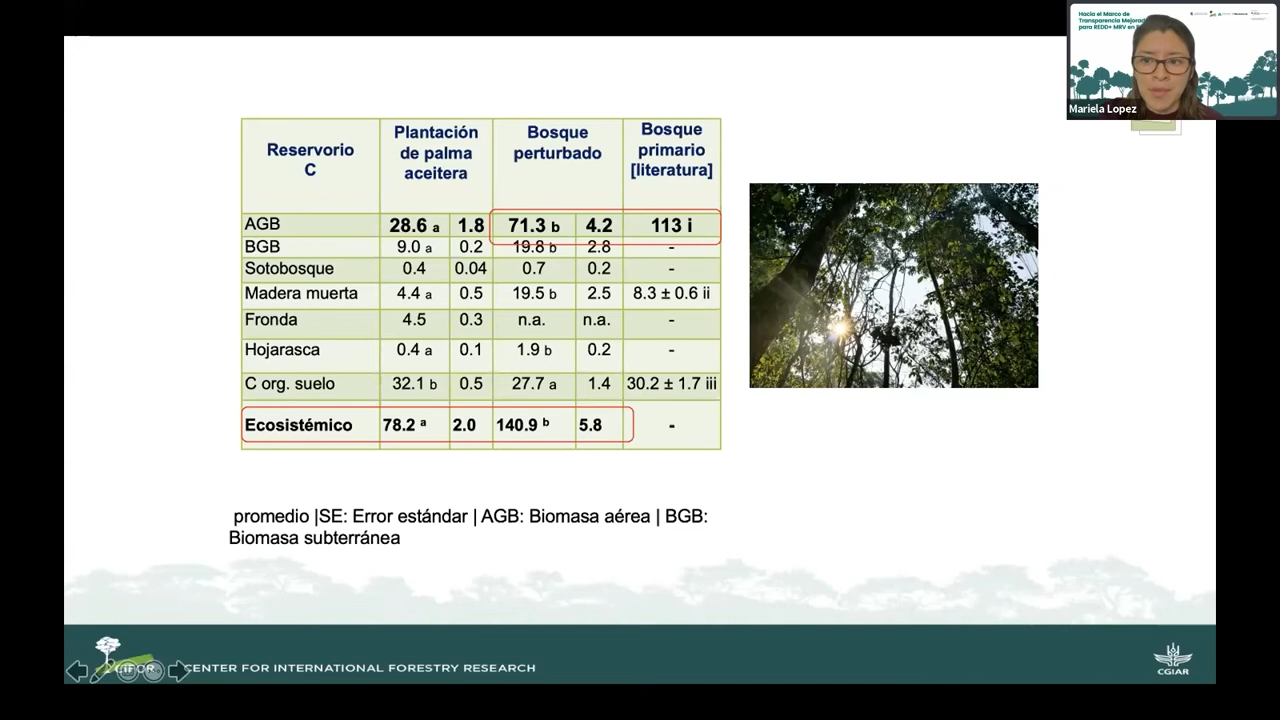 Hacia el Marco de
Transparencia Mejorad
para REDD+ MRV en
Mariela Lopez
Reservorio C | Plantación de palma aceitera | Bosque perturbado | Bosque primario [literatura]
AGB | 28.6 a | 1.8 | 71.3 b | 4.2 | 113 i
BGB | 9.0 a | 0.2 | 19.8 b | 2.8 | -
Sotobosque | 0.4 | 0.04 | 0.7 | 0.2 | -
Madera muerta | 4.4 a | 0.5 | 19.5 b | 2.5 | 8.3 ± 0.6 ii
Fronda | 4.5 | 0.3 | n.a. | n.a. | -
Hojarasca | 0.4 a | 0.1 | 1.9 b | 0.2 | -
C org. suelo | 32.1 b | 0.5 | 27.7 a | 1.4 | 30.2 ± 1.7 iii
Ecosistémico | 78.2 a | 2.0 | 140.9 b | 5.8 | -
promedio |SE: Error estándar | AGB: Biomasa aérea | BGB:
Biomasa subterránea
CIFOR
CENTER FOR INTERNATIONAL FORESTRY RESEARCH
CGIAR